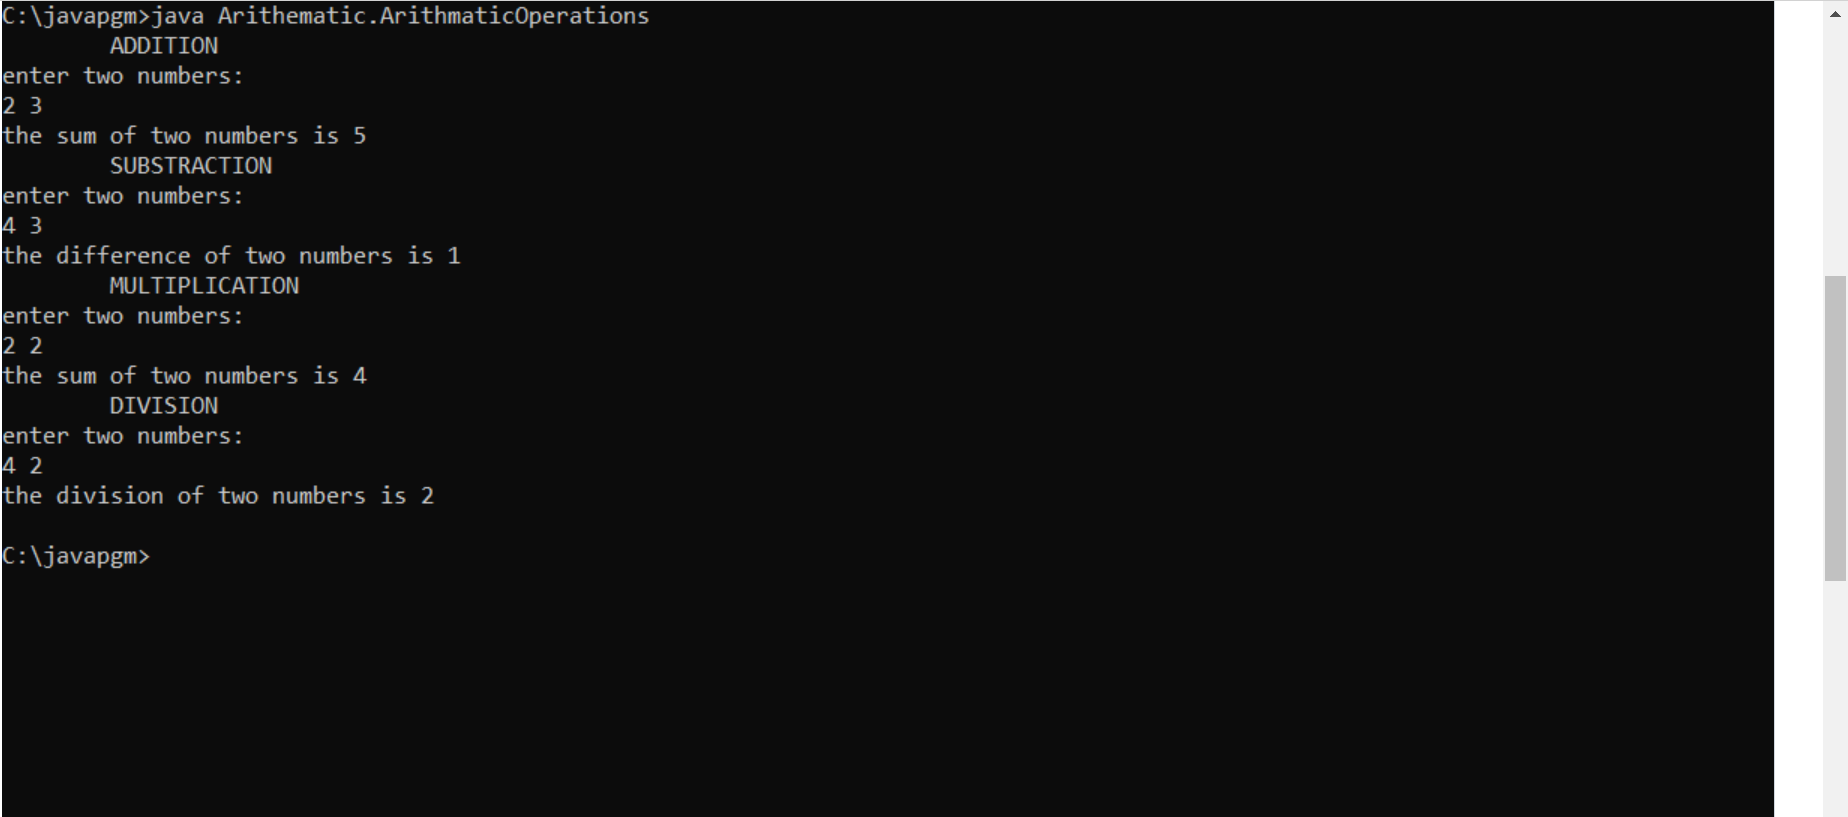 C:\javapgm>java Arithematic.ArithmaticOperations
ADDITION
enter two numbers:
2 3
the sum of two numbers is 5
SUBSTRACTION
enter two numbers:
4 3
the difference of two numbers is 1
MULTIPLICATION
enter two numbers:
2 2
the sum of two numbers is 4
DIVISION
enter two numbers:
4 2
the division of two numbers is 2
C:\javapgm>